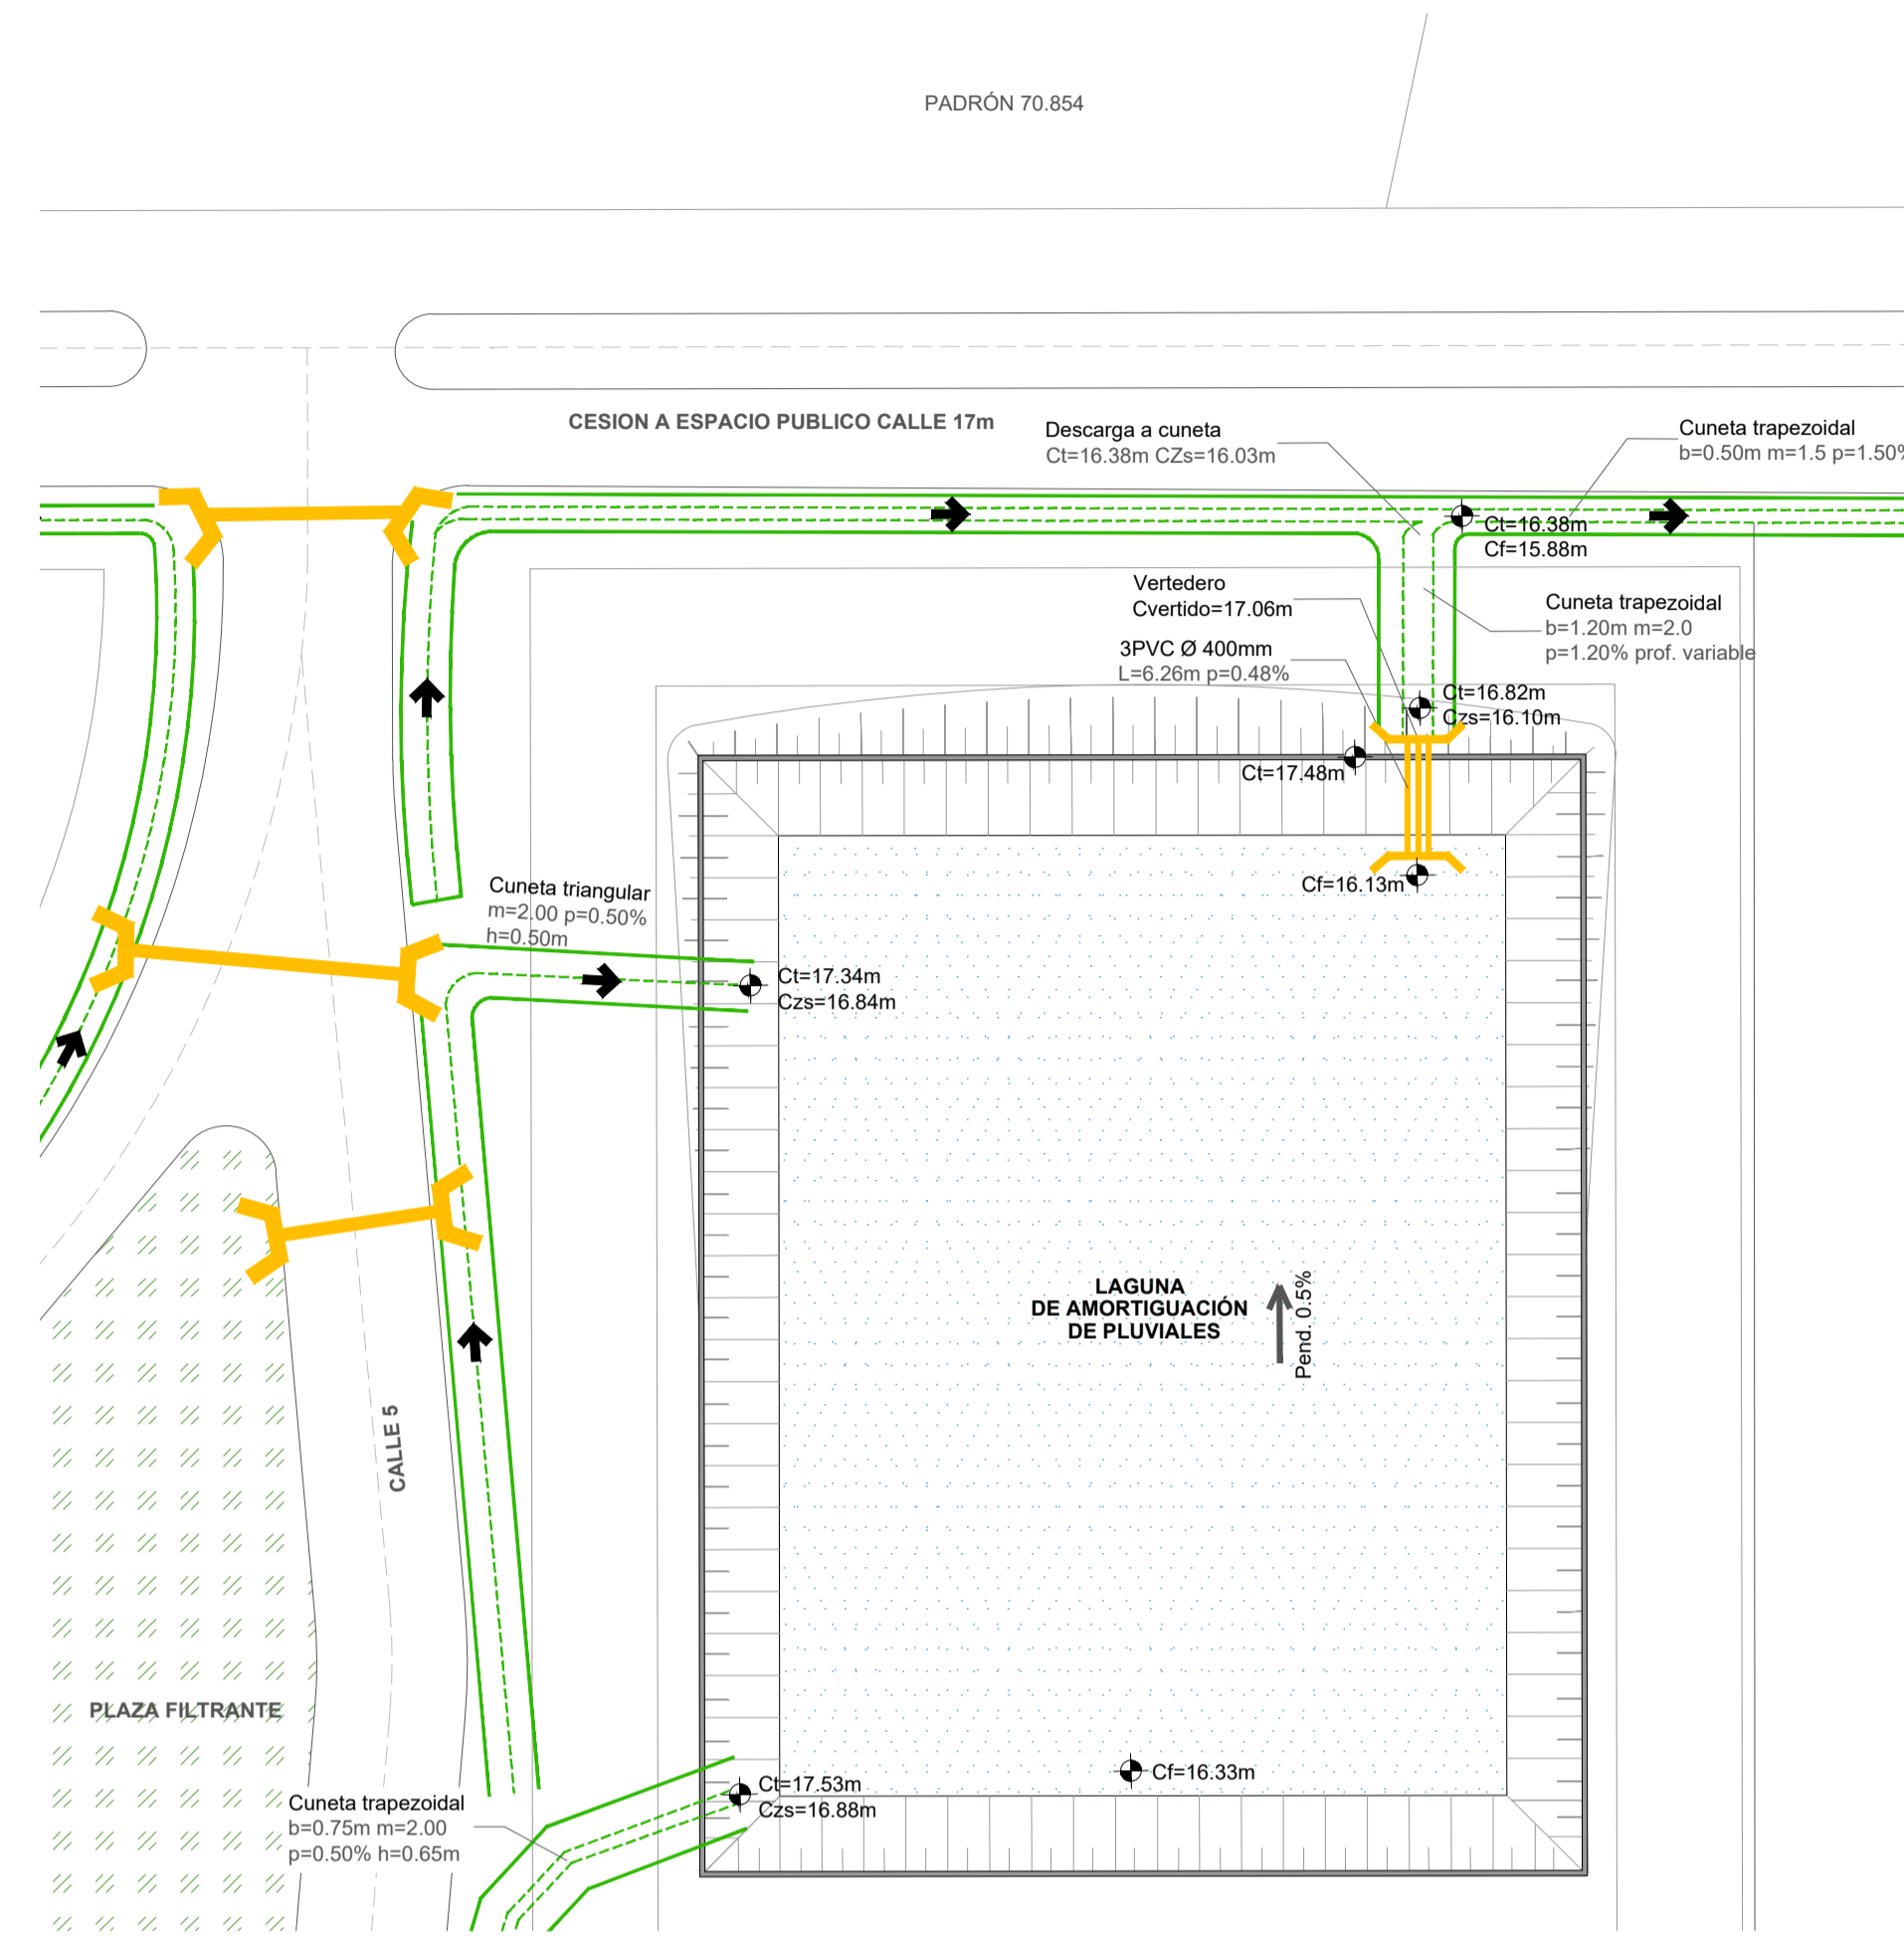 PADRÓN 70.854
CESION A ESPACIO PUBLICO CALLE 17m
Descarga a cuneta
Ct=16.38m CZs=16.03m
Cuneta trapezoidal
b=0.50m m=1.5 p=1.50%
Ct=16.38m
Cf=15.88m
Vertedero
Cvertido=17.06m
Cuneta trapezoidal
b=1.20m m=2.0
p=1.20% prof. variable
3PVC Ø 400mm
L=6.26m p=0.48%
Ct=16.82m
Czs=16.10m
Ct=17.48m
Cf=16.13m
Cuneta triangular
m=2.00 p=0.50%
h=0.50m
Ct=17.34m
Czs=16.84m
LAGUNA
DE AMORTIGUACIÓN
DE PLUVIALES
Pend. 0.5%
CALLE 5
PLAZA FILTRANTE
Cf=16.33m
Ct=17.53m
Czs=16.88m
Cuneta trapezoidal
b=0.75m m=2.00
p=0.50% h=0.65m